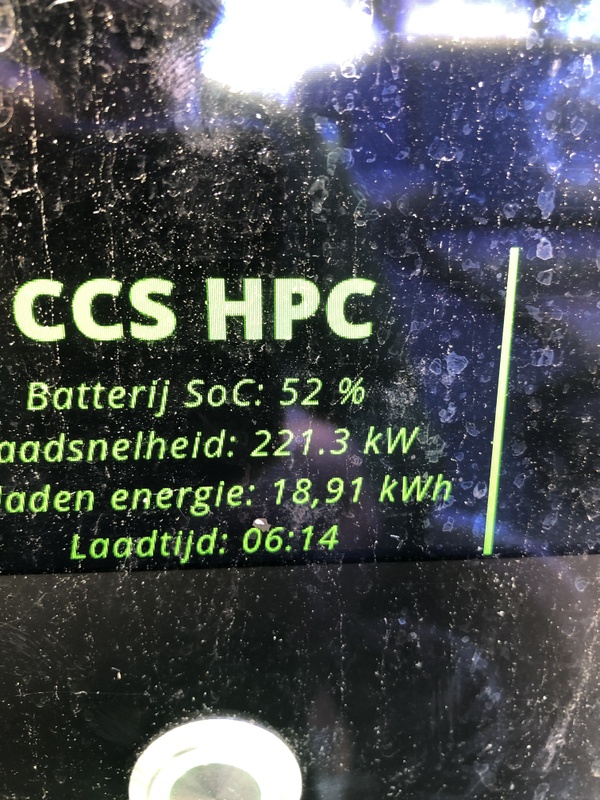 CCS HPC
Batterij SoC: 52 %
aadsnelheid: 221.3 kW
laden energie: 18,91 kWh
Laadtijd: 06:14